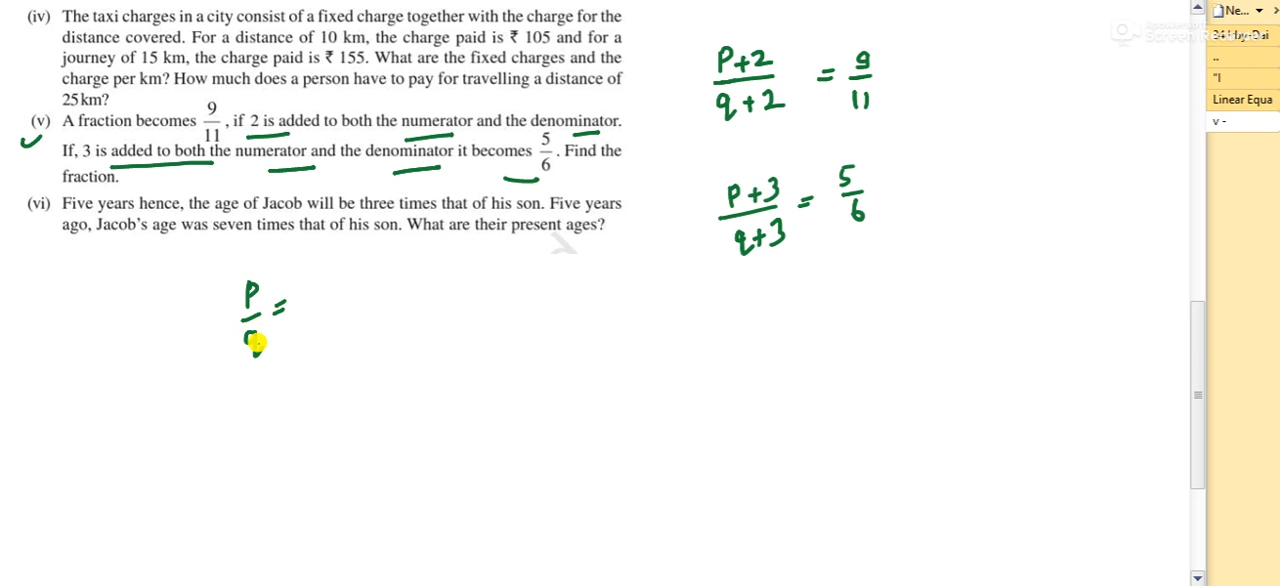 (iv) The taxi charges in a city consist of a fixed charge together with the charge for the
distance covered. For a distance of 10 km, the charge paid is ₹ 105 and for a
journey of 15 km, the charge paid is ₹ 155. What are the fixed charges and the
charge per km? How much does a person have to pay for travelling a distance of
25 km?
(v) A fraction becomes 9/11, if 2 is added to both the numerator and the denominator.
If, 3 is added to both the numerator and the denominator it becomes 5/6. Find the
fraction.
(vi) Five years hence, the age of Jacob will be three times that of his son. Five years
ago, Jacob's age was seven times that of his son. What are their present ages?
p+2/q+2 = 9/11
p+3/q+3 = 5/6
p/q =
Ne...
..
"I
Linear Equa
v -